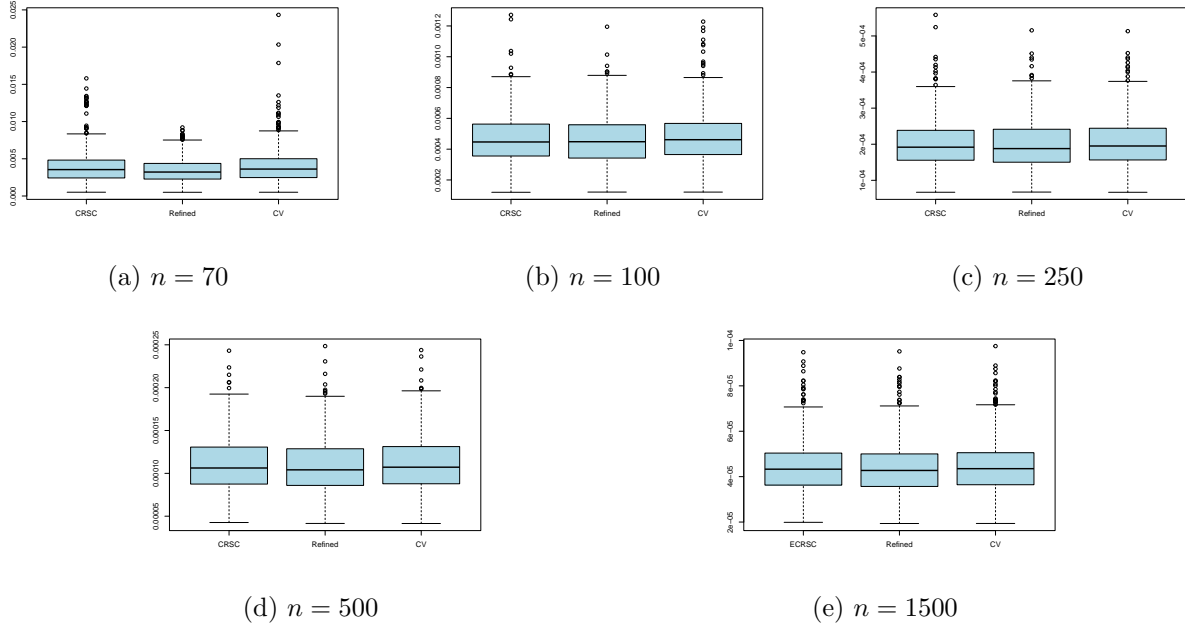 0.025
0.020
0.015
0.010
0.005
0.000
CRSC Refined CV
(a) n = 70
0.0012
0.0010
0.0008
0.0006
0.0004
0.0002
CRSC Refined CV
(b) n = 100
5e−04
4e−04
3e−04
2e−04
1e−04
CRSC Refined CV
(c) n = 250
0.00025
0.00020
0.00015
0.00010
0.00005
CRSC Refined CV
(d) n = 500
1e−04
8e−05
6e−05
4e−05
2e−05
ECRSC Refined CV
(e) n = 1500